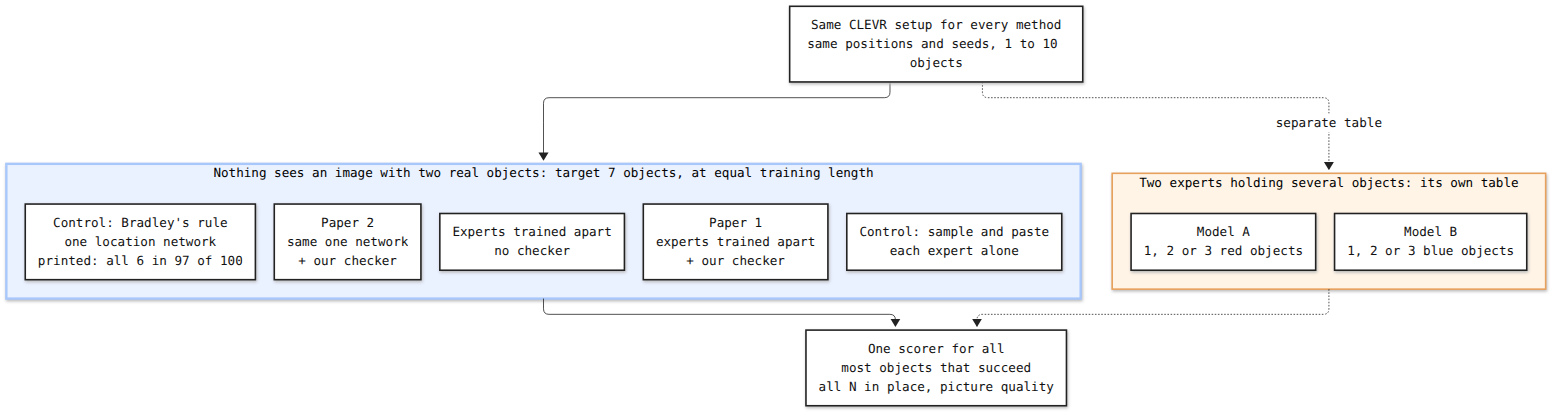 Same CLEVR setup for every method
same positions and seeds, 1 to 10
objects
separate table
Nothing sees an image with two real objects: target 7 objects, at equal training length
Control: Bradley's rule
one location network
printed: all 6 in 97 of 100
Paper 2
same one network
+ our checker
Experts trained apart
no checker
Paper 1
experts trained apart
+ our checker
Control: sample and paste
each expert alone
Two experts holding several objects: its own table
Model A
1, 2 or 3 red objects
Model B
1, 2 or 3 blue objects
One scorer for all
most objects that succeed
all N in place, picture quality